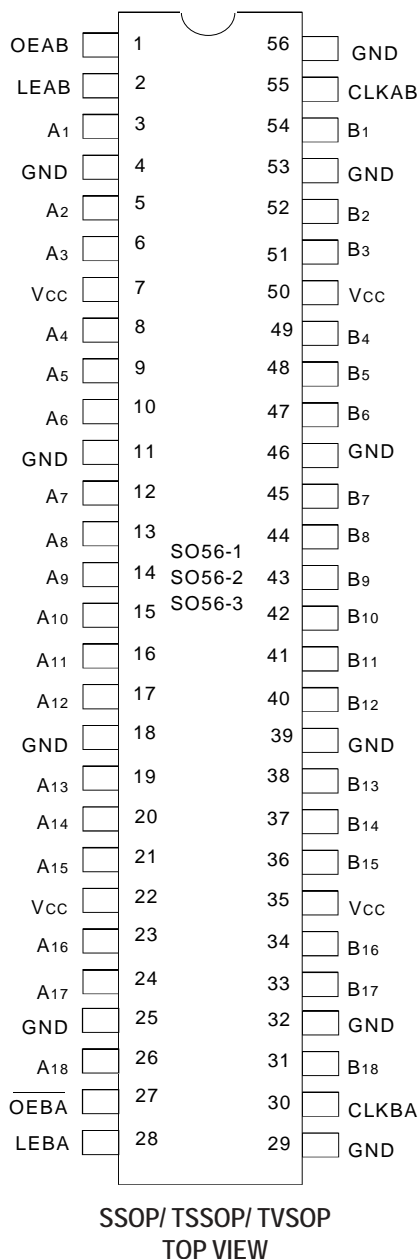 OEAB 1 56 GND
LEAB 2 55 CLKAB
A1 3 54 B1
GND 4 53 GND
A2 5 52 B2
A3 6 51 B3
VCC 7 50 VCC
A4 8 49 B4
A5 9 48 B5
A6 10 47 B6
GND 11 46 GND
A7 12 45 B7
A8 13 44 B8
SO56-1
A9 14 SO56-2 43 B9
SO56-3
A10 15 42 B10
A11 16 41 B11
A12 17 40 B12
GND 18 39 GND
A13 19 38 B13
A14 20 37 B14
A15 21 36 B15
VCC 22 35 VCC
A16 23 34 B16
A17 24 33 B17
GND 25 32 GND
A18 26 31 B18
O̅E̅B̅A̅ 27 30 CLKBA
LEBA 28 29 GND
SSOP/ TSSOP/ TVSOP
TOP VIEW